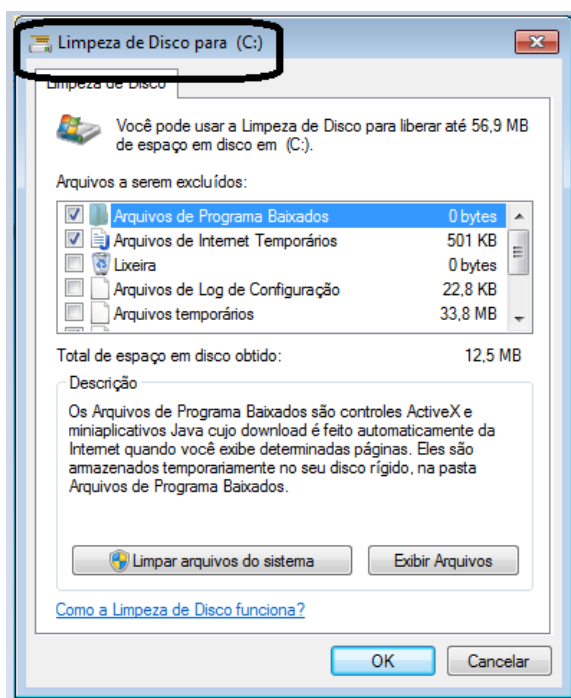 Limpeza de Disco para (C:)
Limpeza de Disco
Você pode usar a Limpeza de Disco para liberar até 56,9 MB
de espaço em disco em (C:).
Arquivos a serem excluídos:
Arquivos de Programa Baixados 0 bytes
Arquivos de Internet Temporários 501 KB
Lixeira 0 bytes
Arquivos de Log de Configuração 22,8 KB
Arquivos temporários 33,8 MB
Total de espaço em disco obtido: 12,5 MB
Descrição
Os Arquivos de Programa Baixados são controles ActiveX e
miniaplicativos Java cujo download é feito automaticamente da
Internet quando você exibe determinadas páginas. Eles são
armazenados temporariamente no seu disco rígido, na pasta
Arquivos de Programa Baixados.
Limpar arquivos do sistema Exibir Arquivos
Como a Limpeza de Disco funciona?
OK Cancelar